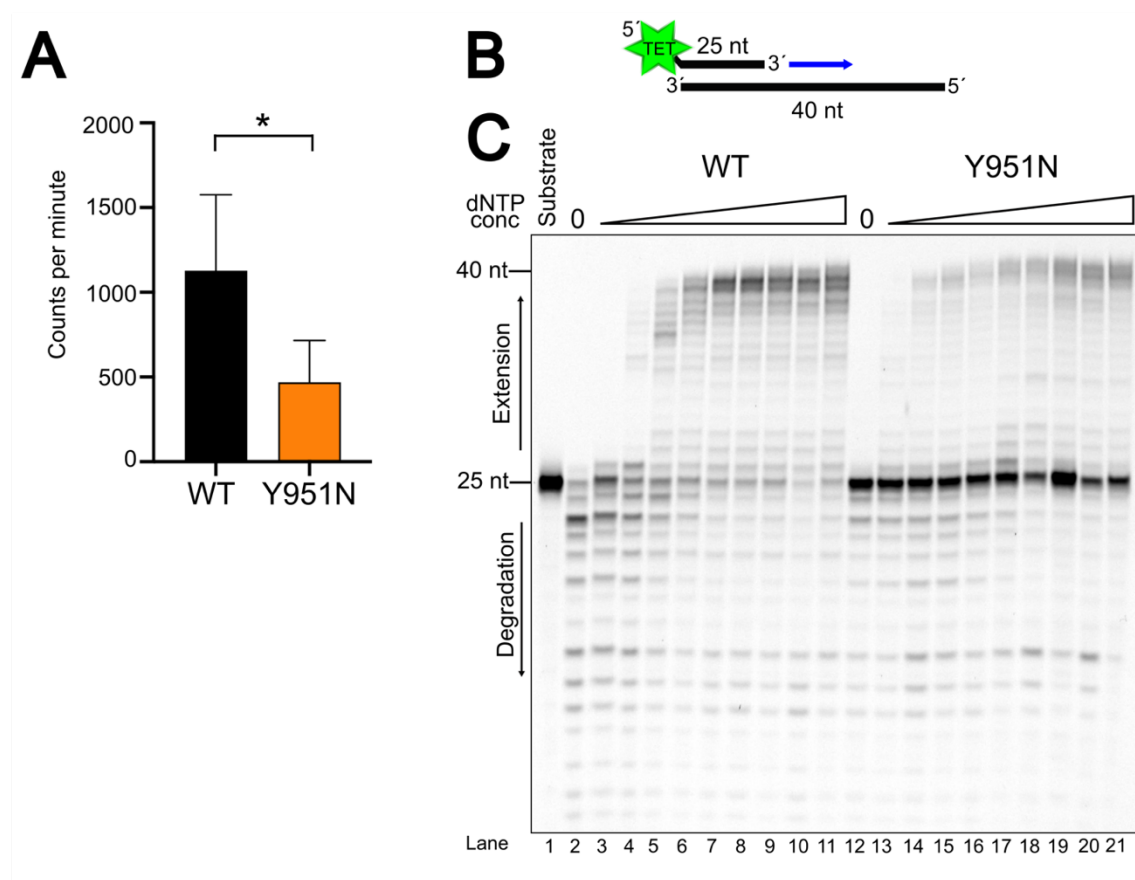 A
2000
1500
1000
500
0
Counts per minute
*
WT
Y951N
B
5´
TET
25 nt
3´
3´
5´
40 nt
C
Substrate
WT
Y951N
dNTP
conc
0
0
40 nt
25 nt
Extension
Degradation
Lane 1 2 3 4 5 6 7 8 9 10 11 12 13 14 15 16 17 18 19 20 21